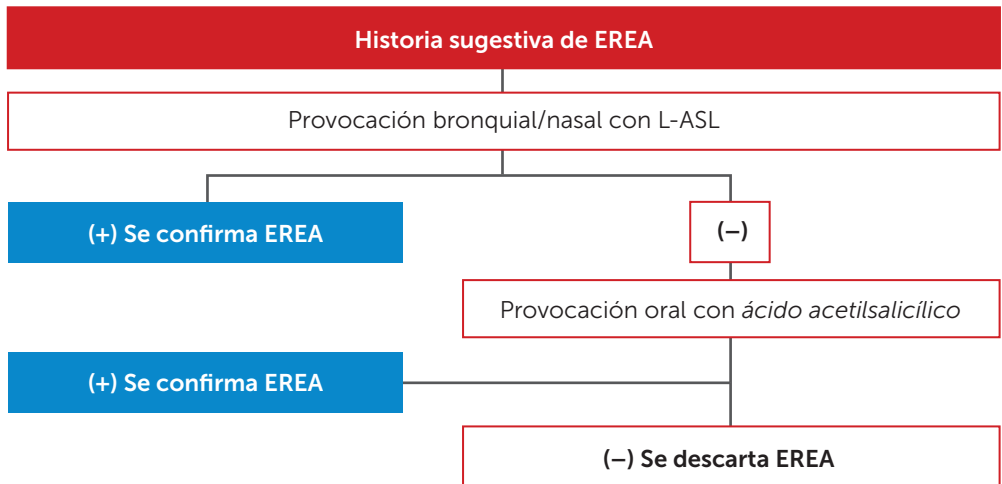 Historia sugestiva de EREA
Provocación bronquial/nasal con L-ASL
(+) Se confirma EREA
(–)
Provocación oral con ácido acetilsalicílico
(+) Se confirma EREA
(–) Se descarta EREA